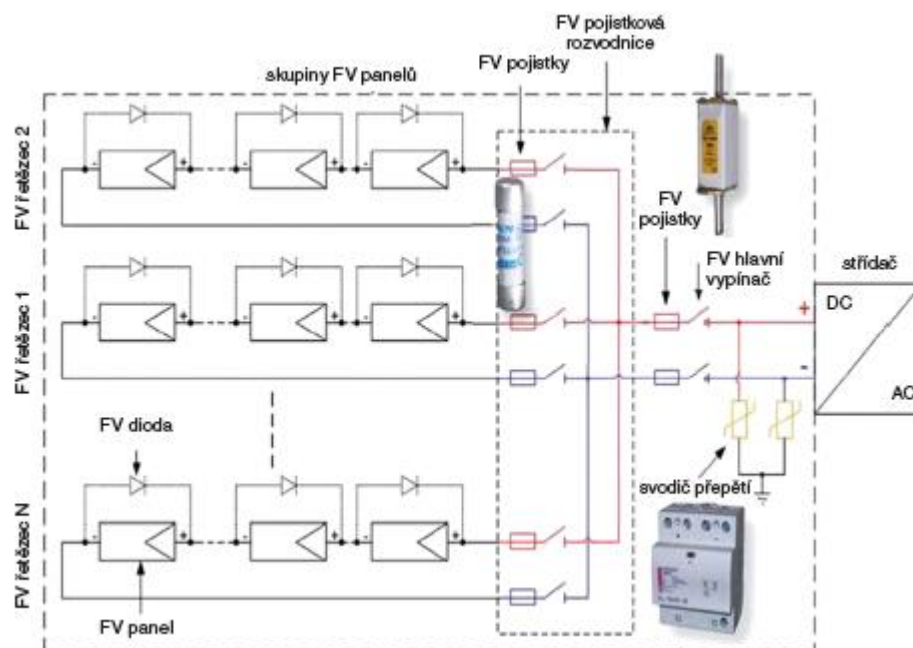 FV pojistková
rozvodnice
FV pojistky
skupiny FV panelů
FV řetězec 2
FV
pojistky
FV hlavní
vypínač
střídač
DC
AC
+
-
FV řetězec 1
FV dioda
svodič přepětí
FV řetězec N
FV panel